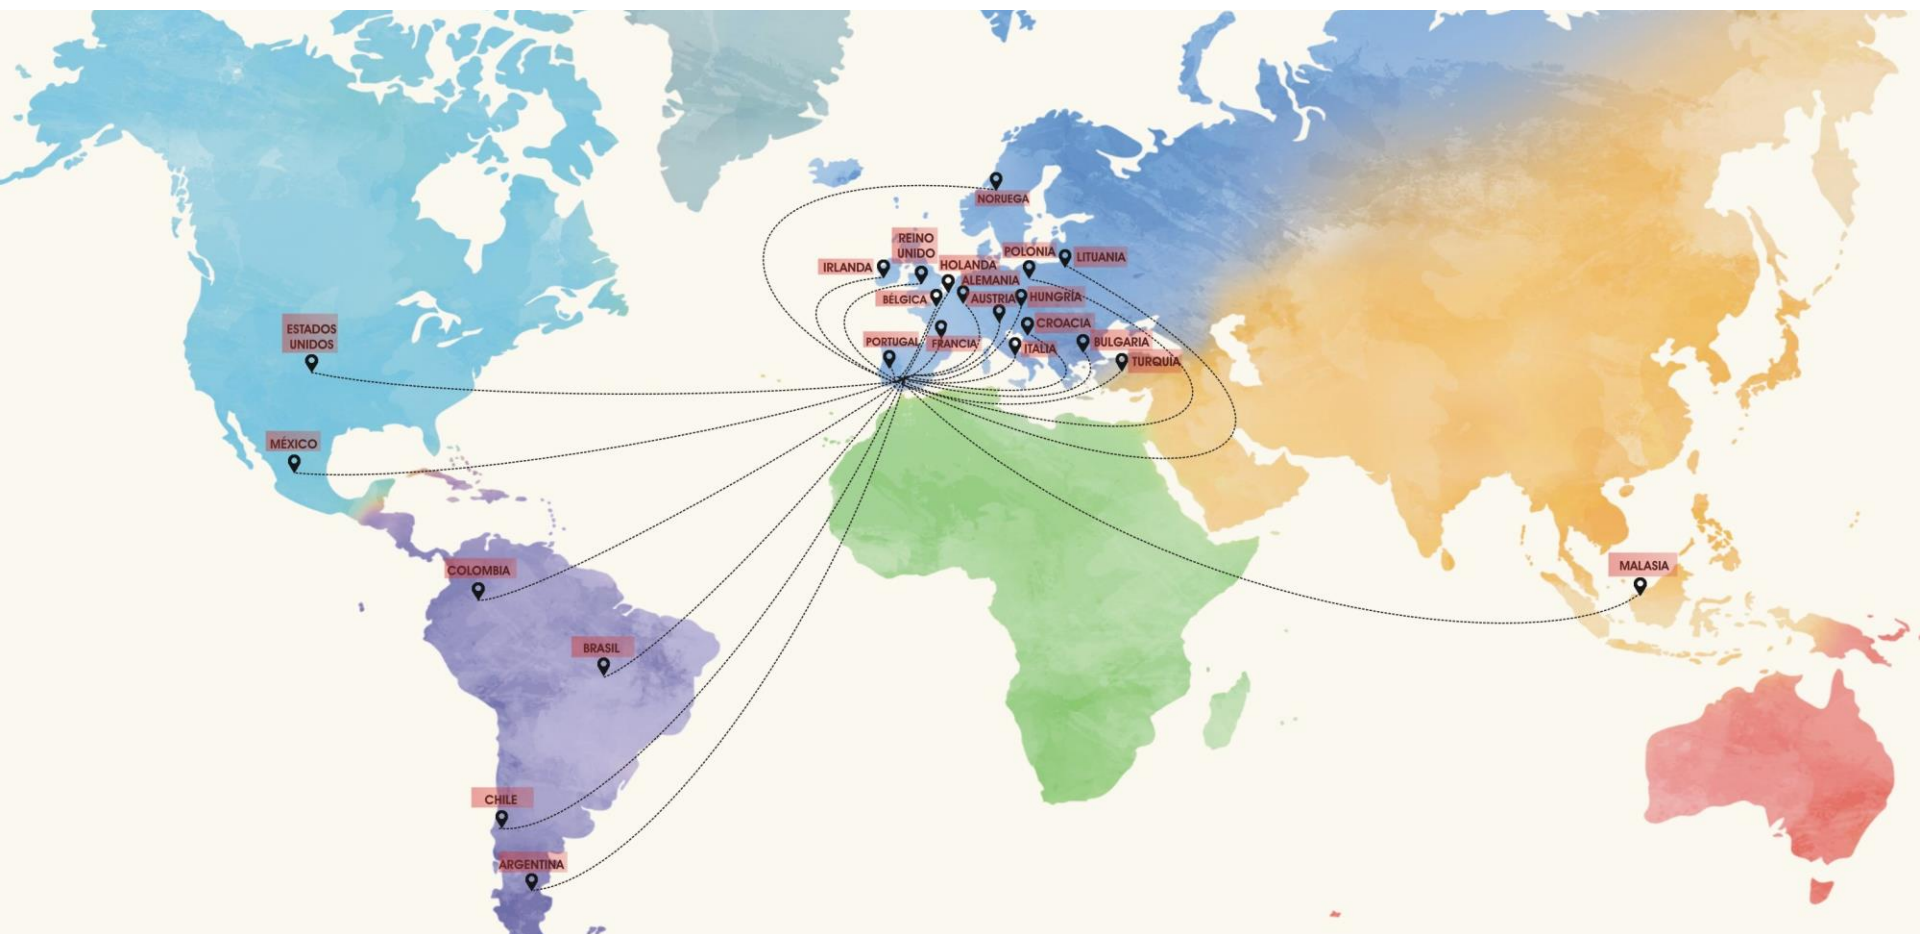 NORUEGA
REINO
UNIDO
IRLANDA
HOLANDA
POLONIA
LITUANIA
ALEMANIA
BÉLGICA
AUSTRIA
HUNGRÍA
CROACIA
PORTUGAL
FRANCIA
ITALIA
BULGARIA
TURQUÍA
ESTADOS
UNIDOS
MÉXICO
COLOMBIA
MALASIA
BRASIL
CHILE
ARGENTINA